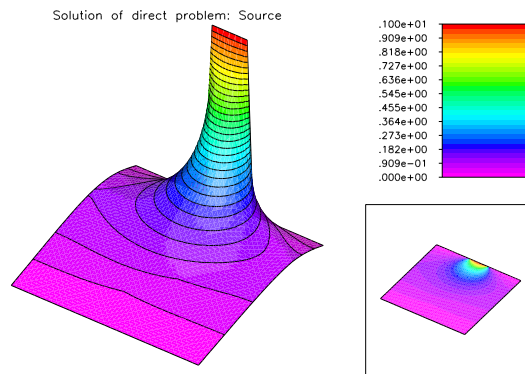 Solution of direct problem: Source
.100e+01
.909e+00
.818e+00
.727e+00
.636e+00
.545e+00
.455e+00
.364e+00
.273e+00
.182e+00
.909e-01
.000e+00